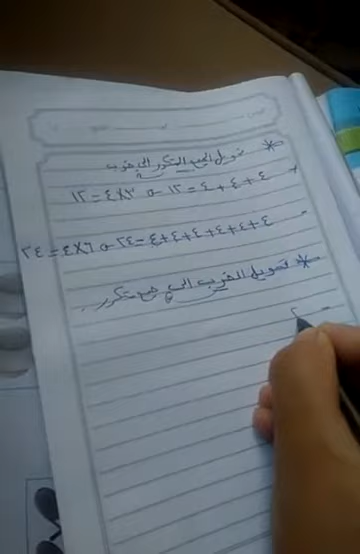 * تحويل الجمع المتكرر إلى ضرب
- ٤ + ٤ + ٤ = ١٢ ← ٣×٤ = ١٢
- ٤+٤+٤+٤+٤+٤ = ٢٤ ← ٦×٤ = ٢٤
* تحويل الضرب إلى جمع متكرر .
-